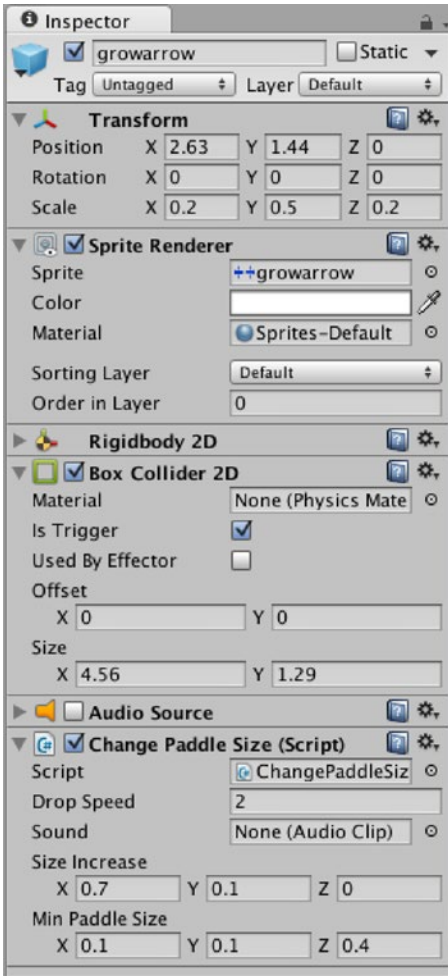 Inspector
growarrow Static
Tag Untagged Layer Default
Transform
Position X 2.63 Y 1.44 Z 0
Rotation X 0 Y 0 Z 0
Scale X 0.2 Y 0.5 Z 0.2
Sprite Renderer
Sprite growarrow
Color
Material Sprites-Default
Sorting Layer Default
Order in Layer 0
Rigidbody 2D
Box Collider 2D
Material None (Physics Mate
Is Trigger
Used By Effector
Offset
X 0 Y 0
Size
X 4.56 Y 1.29
Audio Source
Change Paddle Size (Script)
Script ChangePaddleSiz
Drop Speed 2
Sound None (Audio Clip)
Size Increase
X 0.7 Y 0.1 Z 0
Min Paddle Size
X 0.1 Y 0.1 Z 0.4